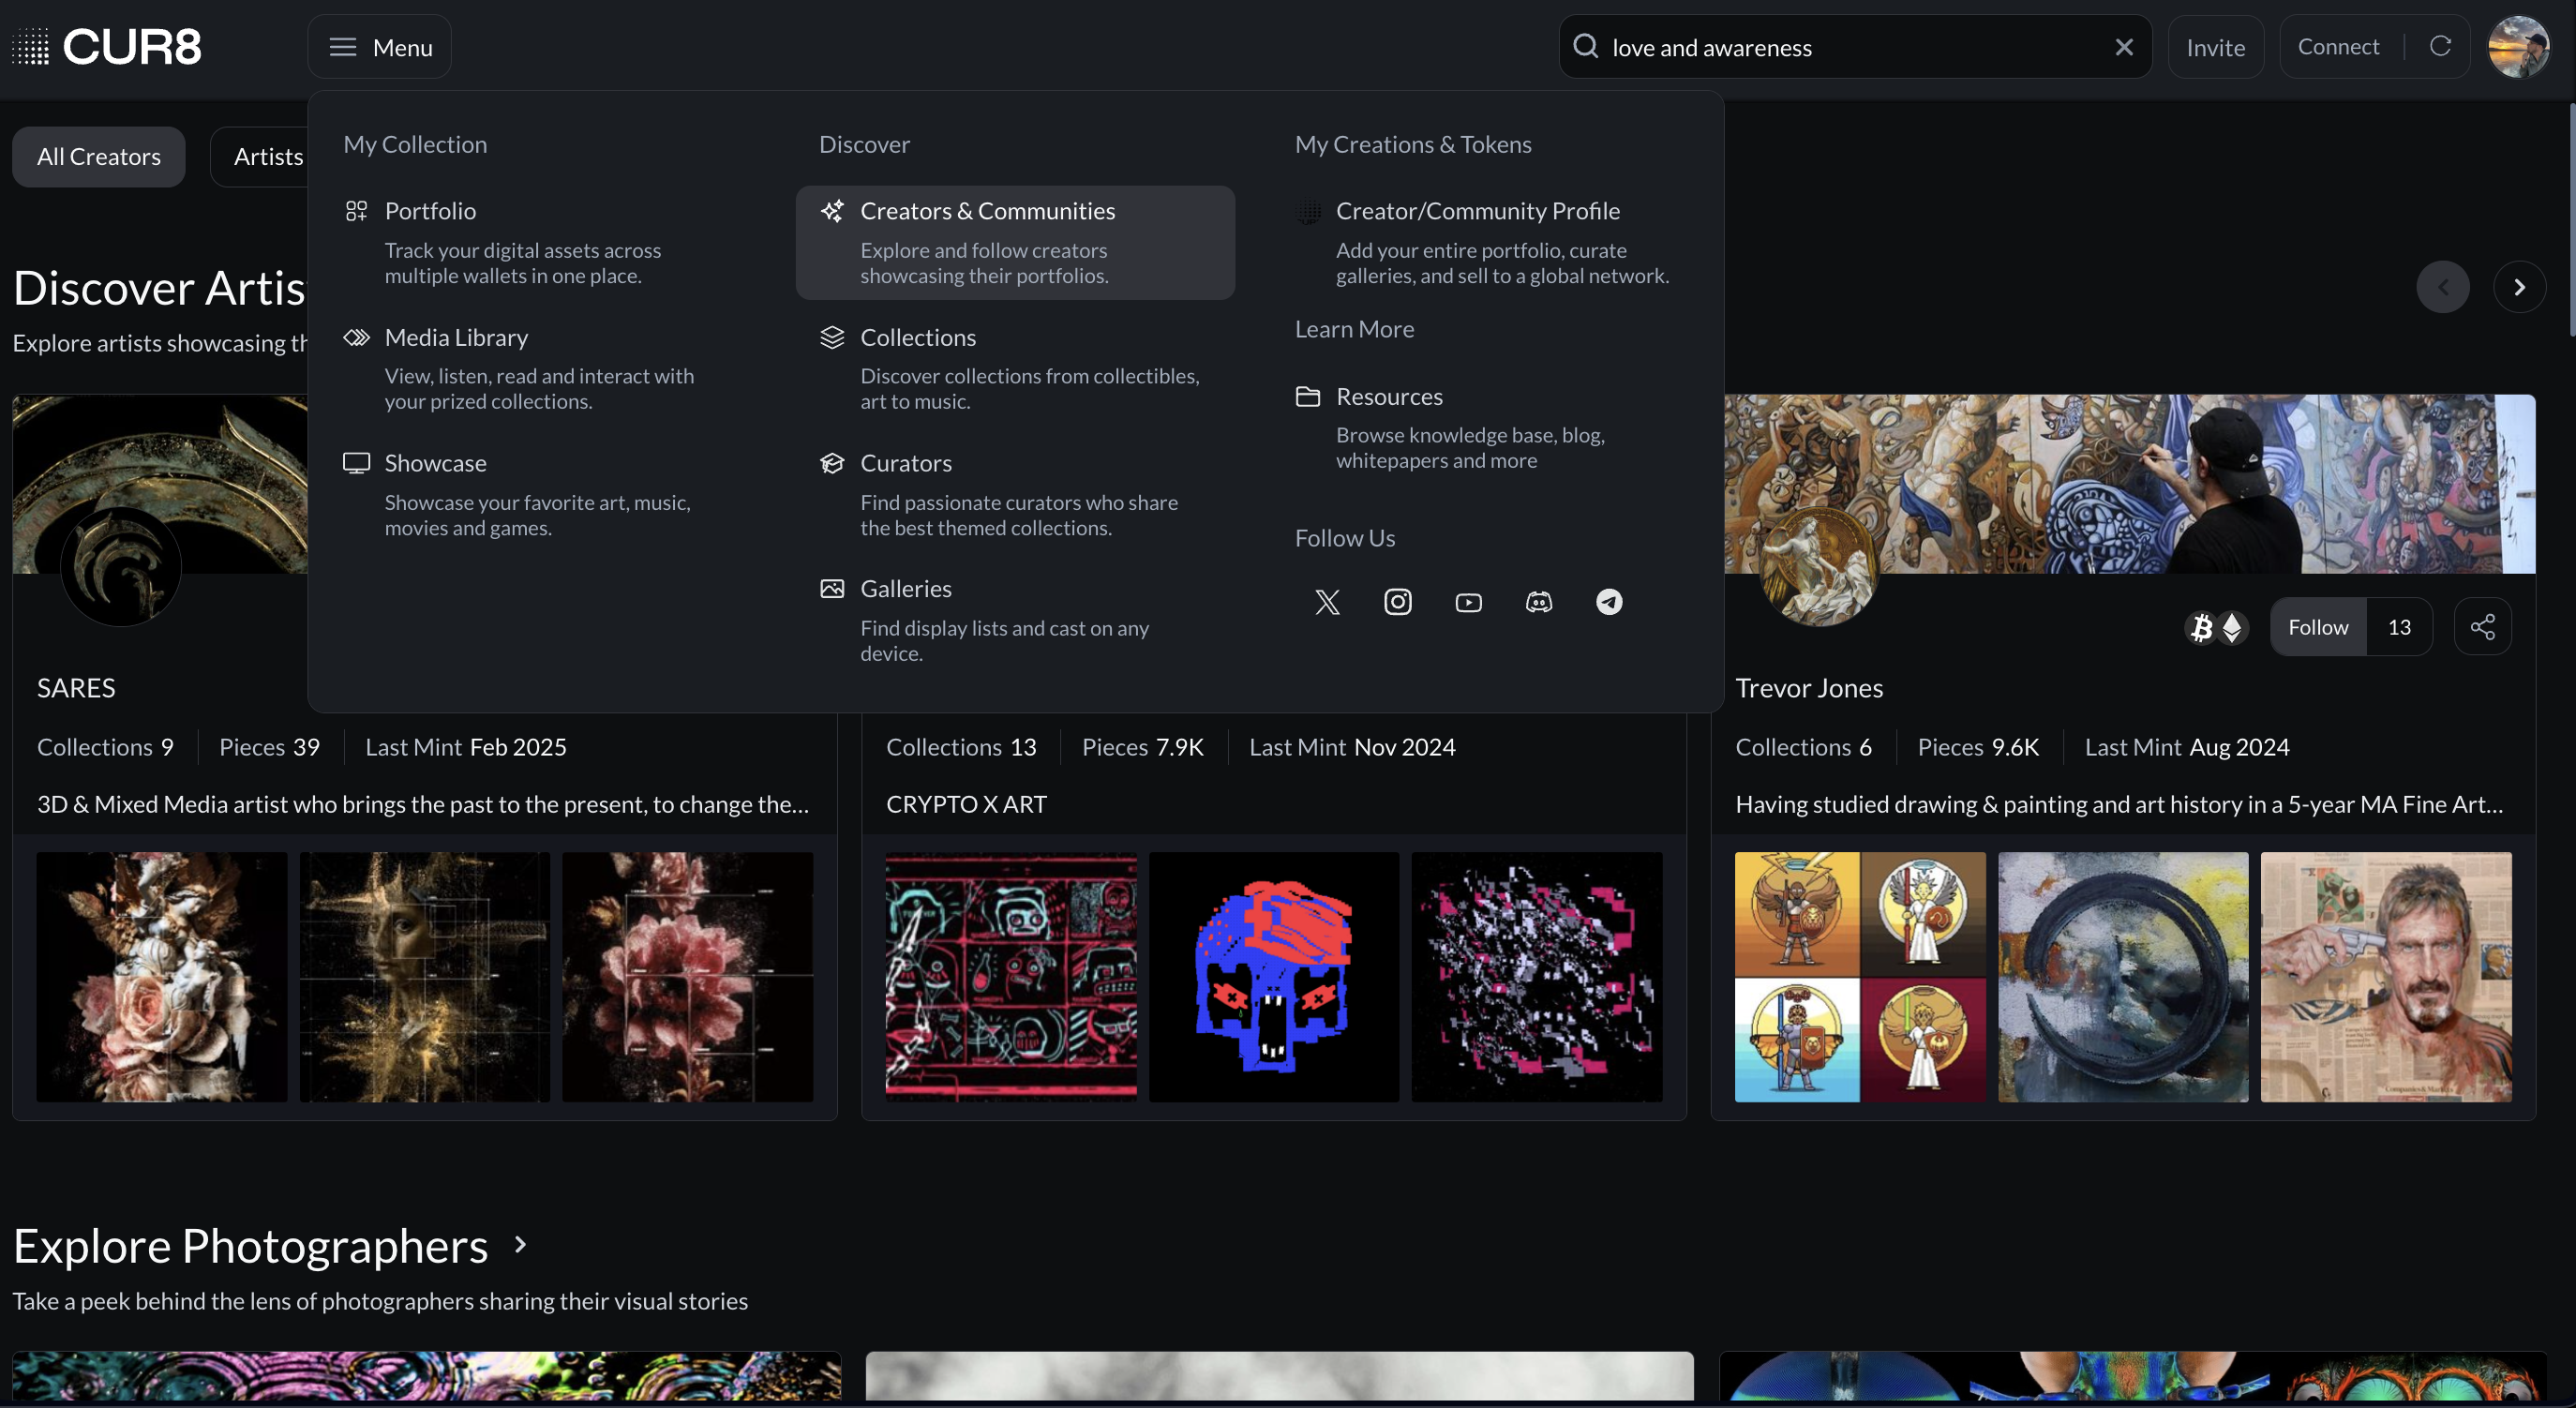 CUR8
Menu
love and awareness
Invite
Connect
All Creators
Artists
My Collection
Portfolio
Track your digital assets across
multiple wallets in one place.
Media Library
View, listen, read and interact with
your prized collections.
Showcase
Showcase your favorite art, music,
movies and games.
Discover
Creators & Communities
Explore and follow creators
showcasing their portfolios.
Collections
Discover collections from collectibles,
art to music.
Curators
Find passionate curators who share
the best themed collections.
Galleries
Find display lists and cast on any
device.
My Creations & Tokens
Creator/Community Profile
Add your entire portfolio, curate
galleries, and sell to a global network.
Learn More
Resources
Browse knowledge base, blog,
whitepapers and more
Follow Us
Discover Artis
Explore artists showcasing th
SARES
Collections 9 Pieces 39 Last Mint Feb 2025
3D & Mixed Media artist who brings the past to the present, to change the...
Collections 13 Pieces 7.9K Last Mint Nov 2024
CRYPTO X ART
Follow 13
Trevor Jones
Collections 6 Pieces 9.6K Last Mint Aug 2024
Having studied drawing & painting and art history in a 5-year MA Fine Art...
Explore Photographers
Take a peek behind the lens of photographers sharing their visual stories